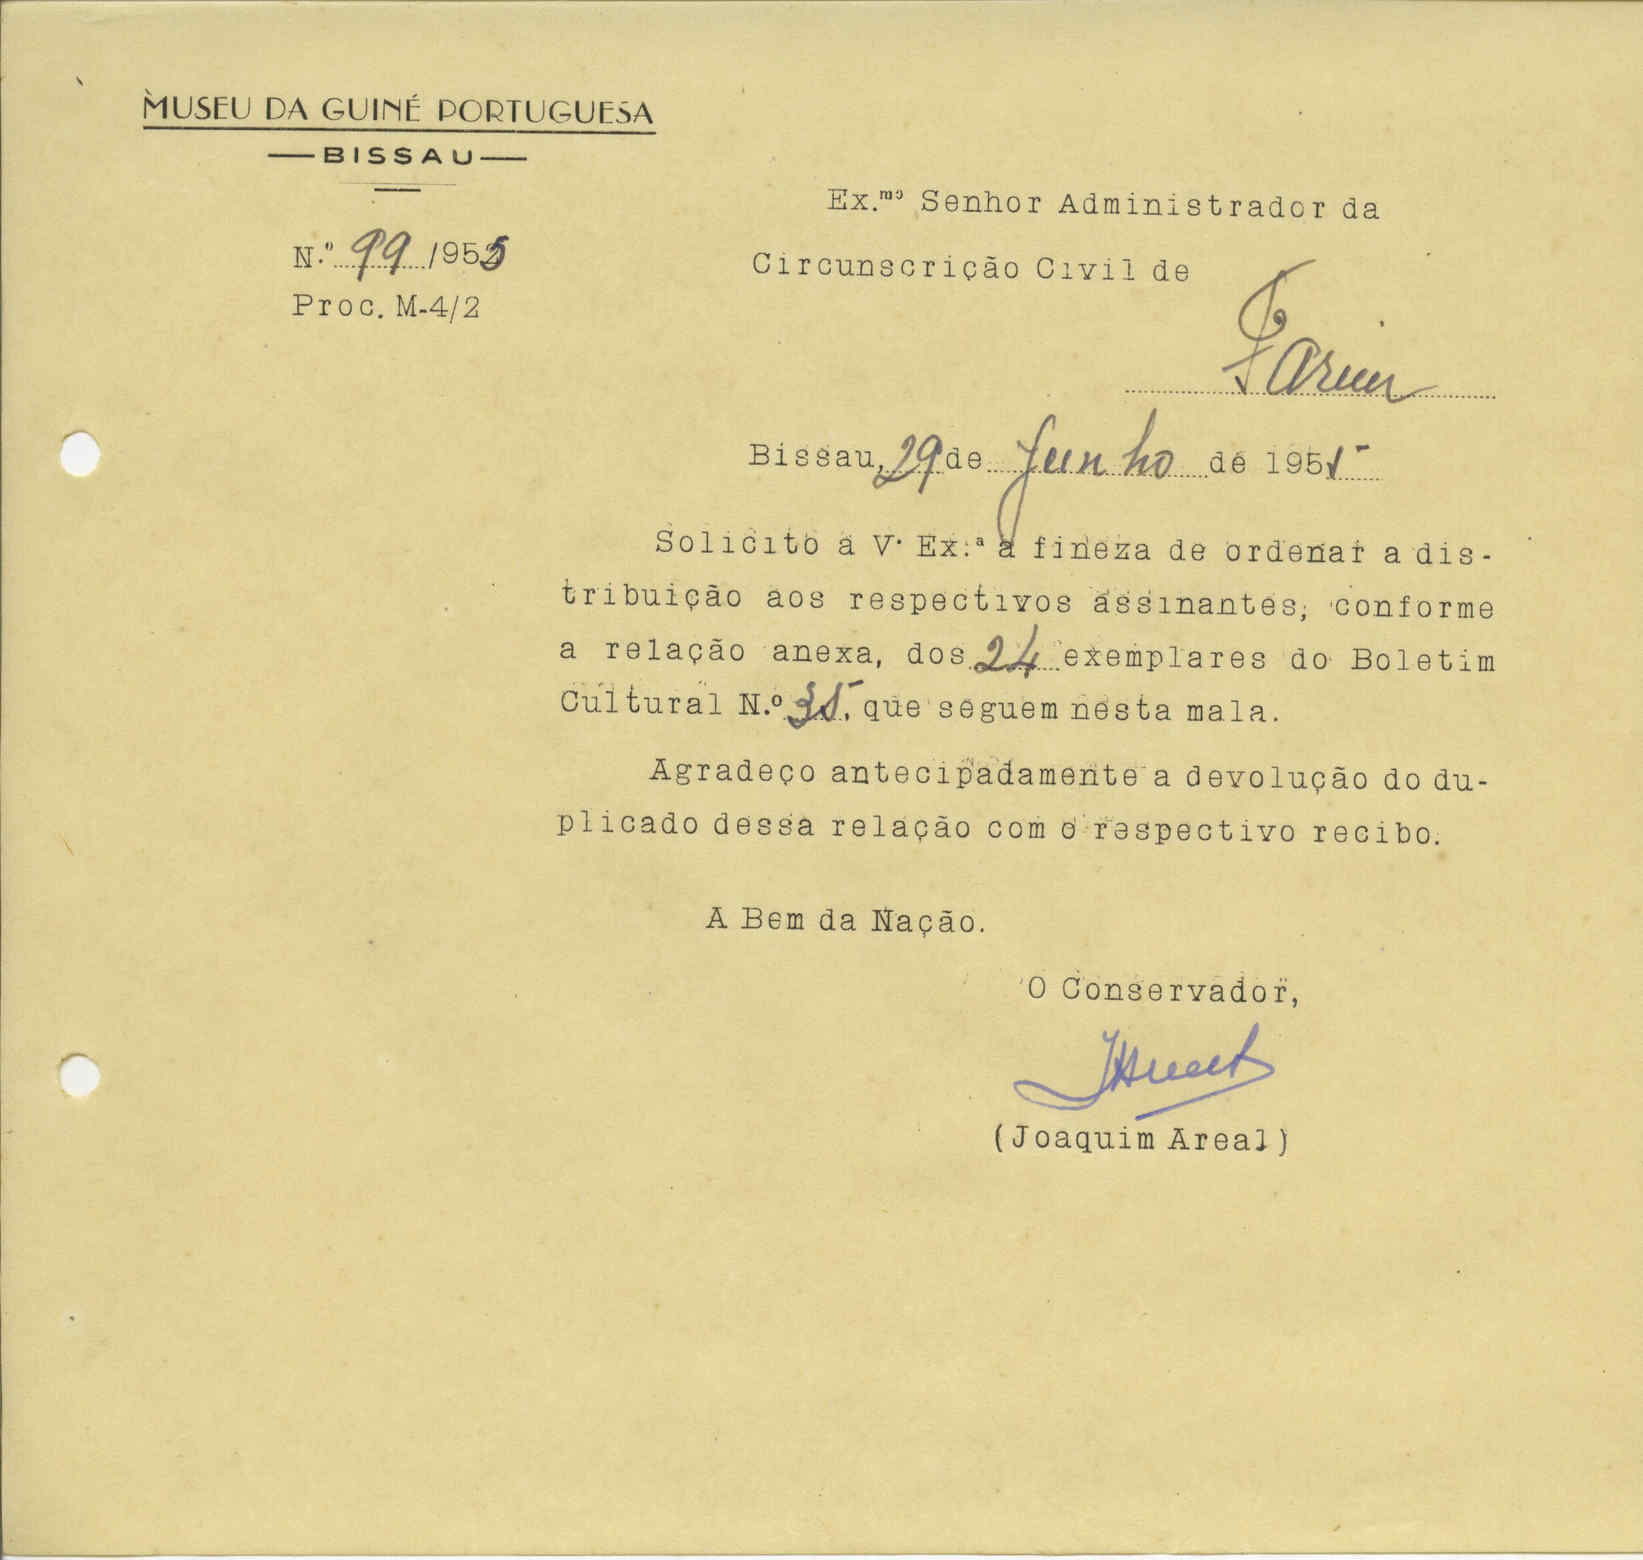 MUSEU DA GUINÉ PORTUGUESA
BISSAU
N.º 99 /1955
Proc. M-4/2
Ex.mo Senhor Administrador da
Circunscrição Civil de
Farim
Bissau, 29 de Junho de 1955
Solicito a V. Ex.ª a fineza de ordenar a dis-
tribuição aos respectivos assinantes, conforme
a relação anexa, dos 24 exemplares do Boletim
Cultural N.º 35, que seguem nesta mala.
Agradeço antecipadamente a devolução do du-
plicado dessa relação com o respectivo recibo.
A Bem da Nação.
O Conservador,
(Joaquim Areal)